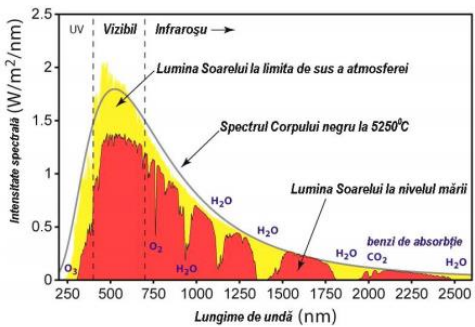 UV
Vizibil
Infraroşu
Lumina Soarelui la limita de sus a atmosferei
Spectrul Corpului negru la 5250⁰C
Lumina Soarelui la nivelul mării
benzi de absorbție
H₂O
H₂O
H₂O
CO₂
H₂O
O₃
O₂
H₂O
Intensitate spectrală (W/m²/nm)
2.5
2
1.5
1
0.5
0
250 500 750 1000 1250 1500 1750 2000 2250 2500
Lungime de undă (nm)